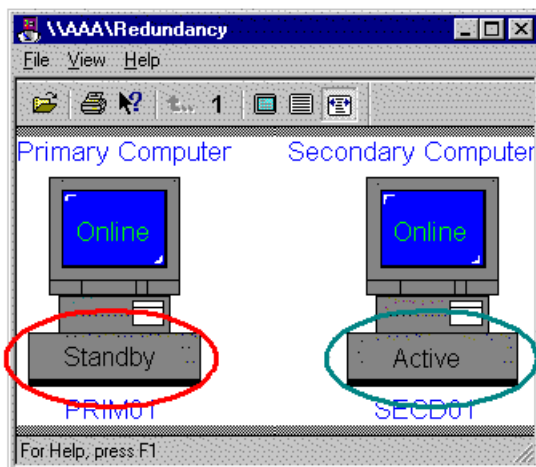 \\AAA\Redundancy
File View Help
1
Primary Computer Secondary Computer
Online Online
Standby Active
PRIM01 SECD01
For Help, press F1